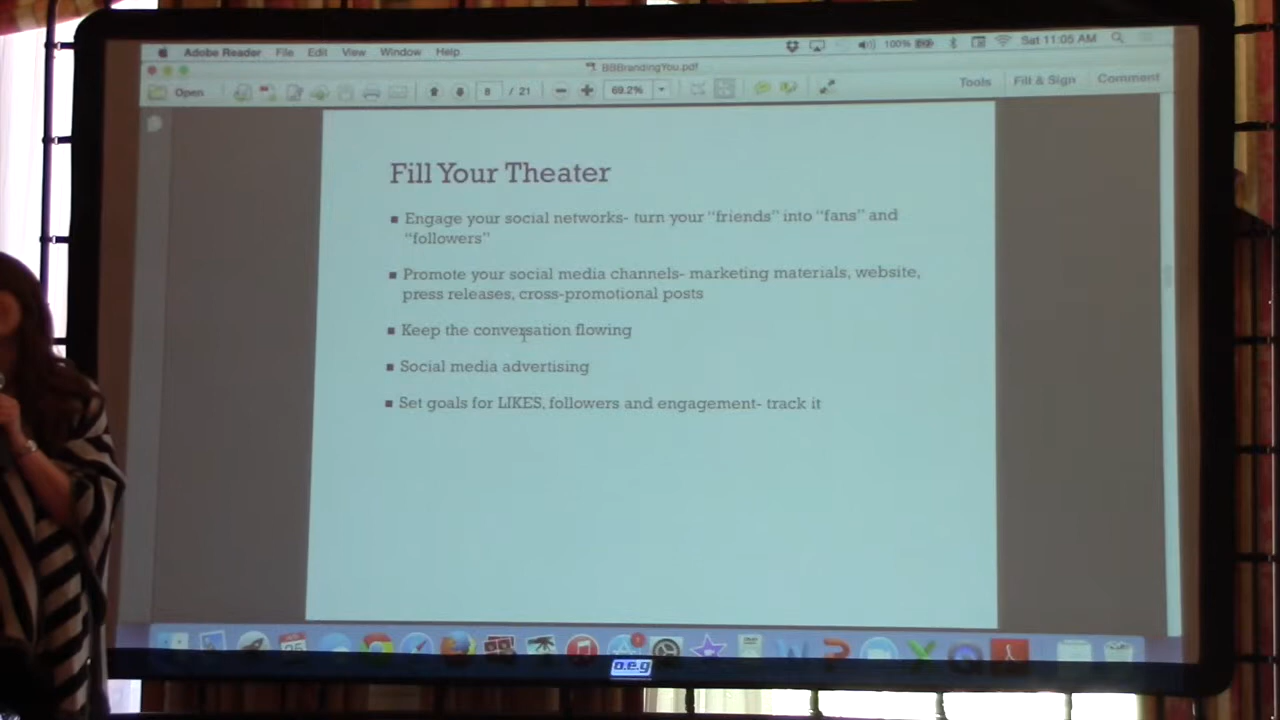 Adobe Reader File Edit View Window Help 100% Sat 11:05 AM
BBBrandingYou.pdf
Open 8 / 21 69.2% Tools Fill & Sign Comment
Fill Your Theater
■ Engage your social networks- turn your “friends” into “fans” and
“followers”
■ Promote your social media channels- marketing materials, website,
press releases, cross-promotional posts
■ Keep the conversation flowing
■ Social media advertising
■ Set goals for LIKES, followers and engagement- track it
a.e.g